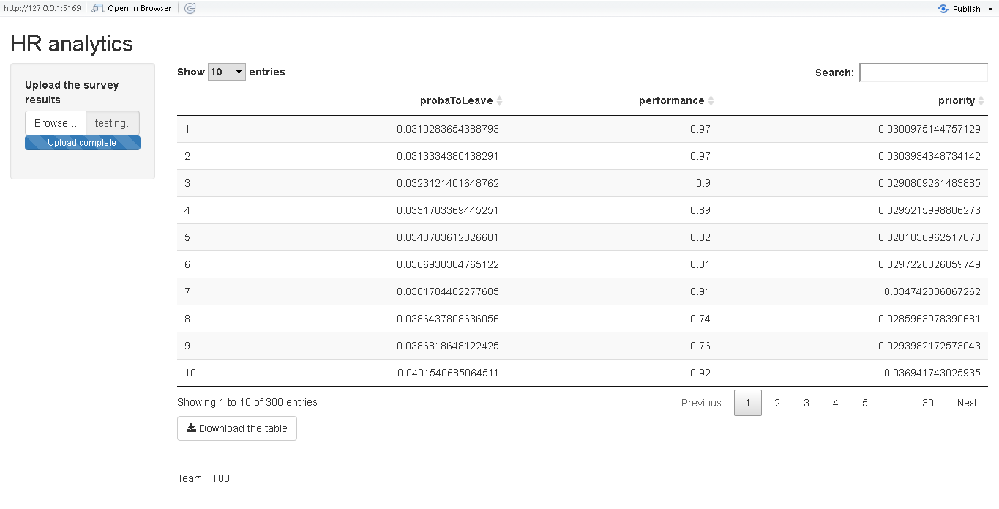 http://127.0.0.1:5169 Open in Browser Publish
HR analytics
Upload the survey
results
Browse... testing.
Upload complete
Show 10 entries Search:
probaToLeave performance priority
1 0.0310283654388793 0.97 0.0300975144757129
2 0.0313334380138291 0.97 0.0303934348734142
3 0.0323121401648762 0.9 0.0290809261483885
4 0.0331703369445251 0.89 0.0295215998806273
5 0.0343703612826681 0.82 0.0281836962517878
6 0.0366938304765122 0.81 0.0297220026859749
7 0.0381784462277605 0.91 0.034742386067262
8 0.0386437808636056 0.74 0.0285963978390681
9 0.0386818648122425 0.76 0.0293982172573043
10 0.0401540685064511 0.92 0.036941743025935
Showing 1 to 10 of 300 entries Previous 1 2 3 4 5 ... 30 Next
Download the table
Team FT03